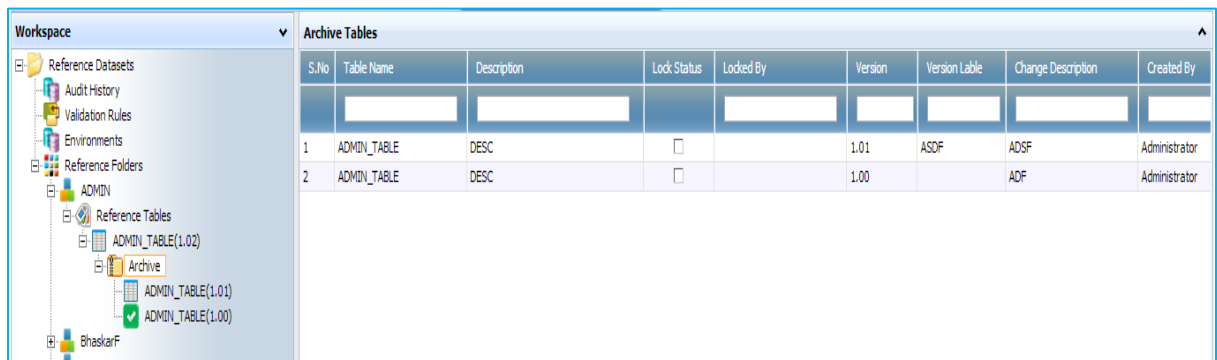 Workspace
Reference Datasets
Audit History
Validation Rules
Environments
Reference Folders
ADMIN
Reference Tables
ADMIN_TABLE(1.02)
Archive
ADMIN_TABLE(1.01)
ADMIN_TABLE(1.00)
BhaskarF
Archive Tables
S.No Table Name Description Lock Status Locked By Version Version Lable Change Description Created By
1 ADMIN_TABLE DESC 1.01 ASDF ADSF Administrator
2 ADMIN_TABLE DESC 1.00 ADF Administrator